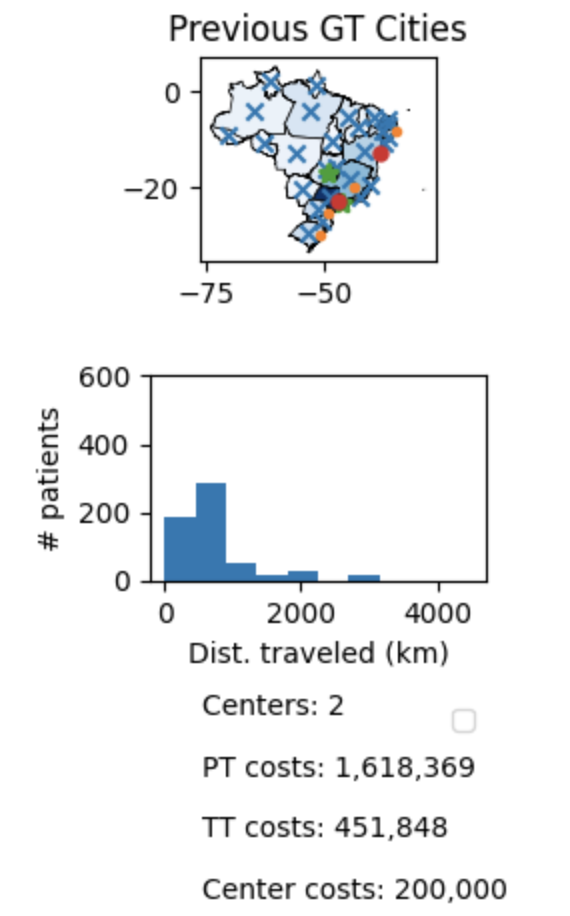 Previous GT Cities
0
−20
−75
−50
600
400
200
0
# patients
0
2000
4000
Dist. traveled (km)
Centers: 2
PT costs: 1,618,369
TT costs: 451,848
Center costs: 200,000